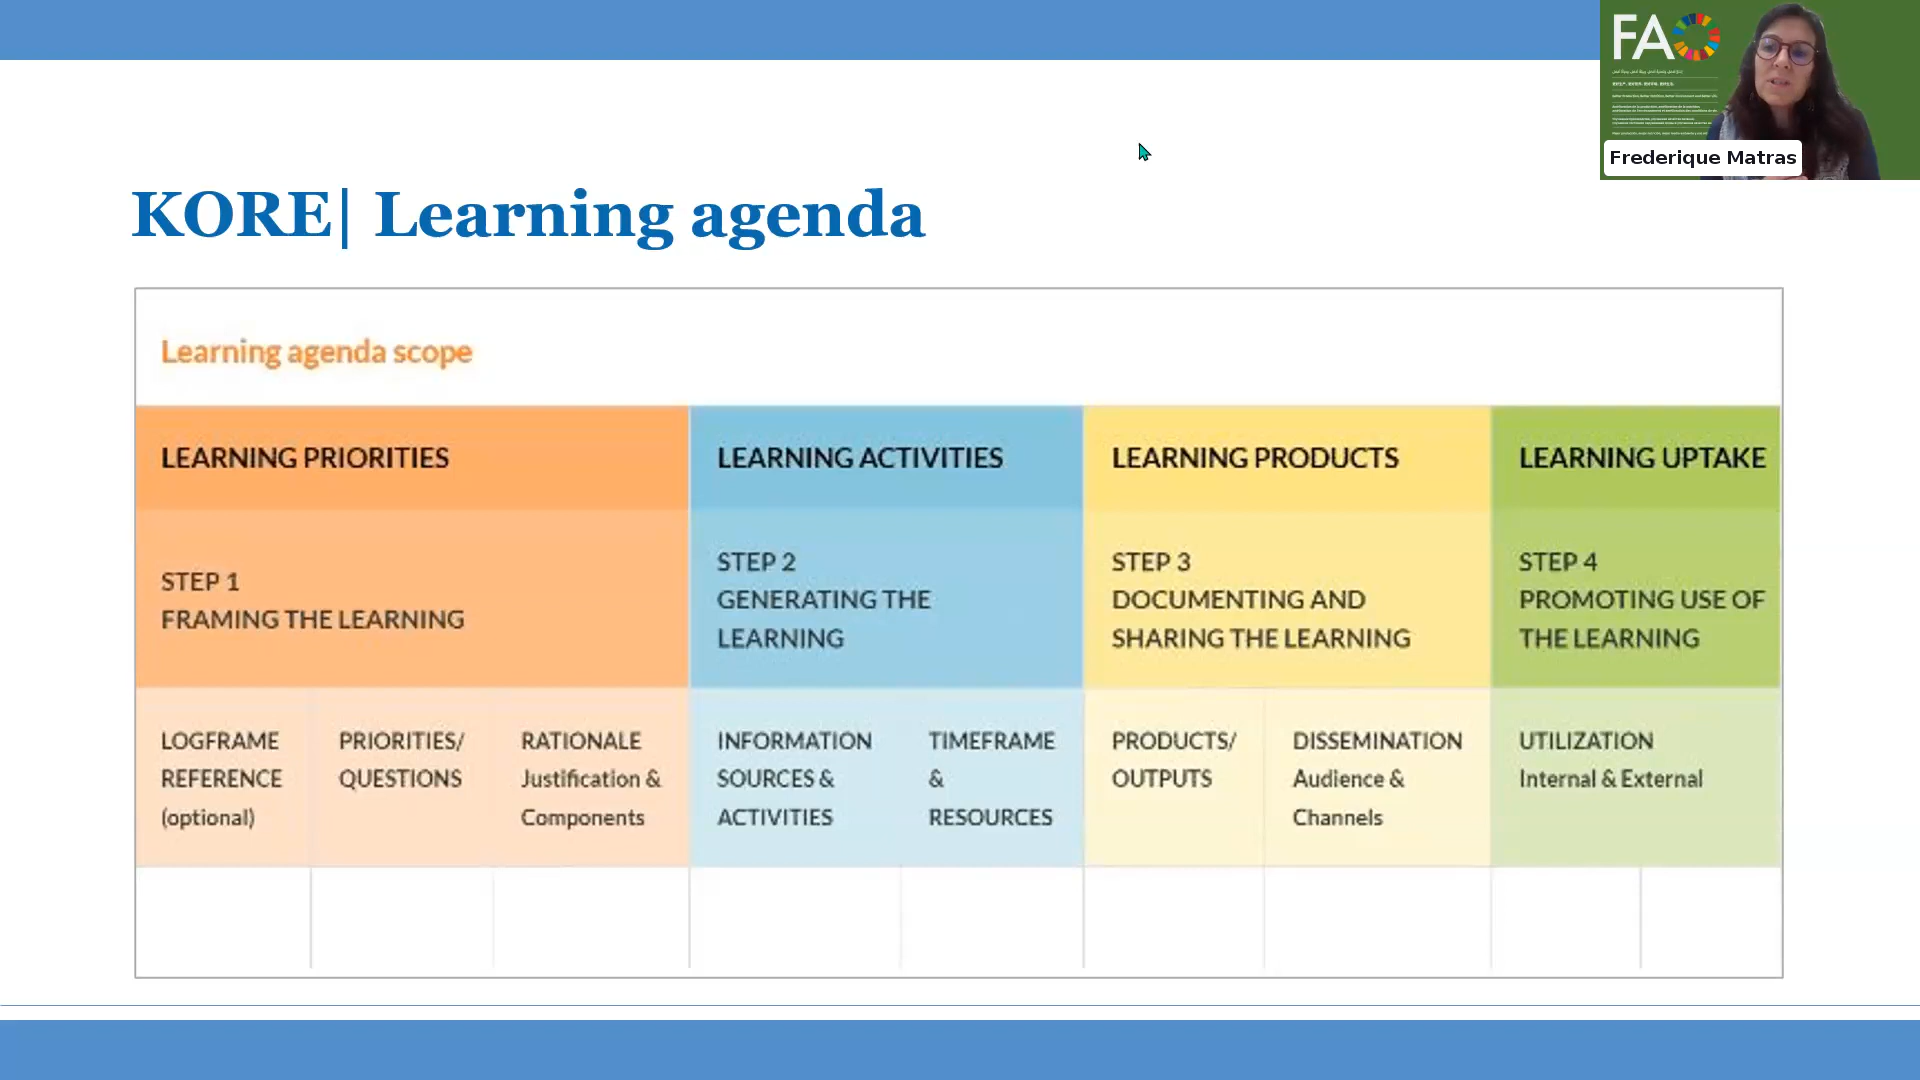 FAO
Frederique Matras
KORE| Learning agenda
Learning agenda scope
LEARNING PRIORITIES
LEARNING ACTIVITIES
LEARNING PRODUCTS
LEARNING UPTAKE
STEP 1
FRAMING THE LEARNING
STEP 2
GENERATING THE
LEARNING
STEP 3
DOCUMENTING AND
SHARING THE LEARNING
STEP 4
PROMOTING USE OF
THE LEARNING
LOGFRAME
REFERENCE
(optional)
PRIORITIES/
QUESTIONS
RATIONALE
Justification &
Components
INFORMATION
SOURCES &
ACTIVITIES
TIMEFRAME
&
RESOURCES
PRODUCTS/
OUTPUTS
DISSEMINATION
Audience &
Channels
UTILIZATION
Internal & External